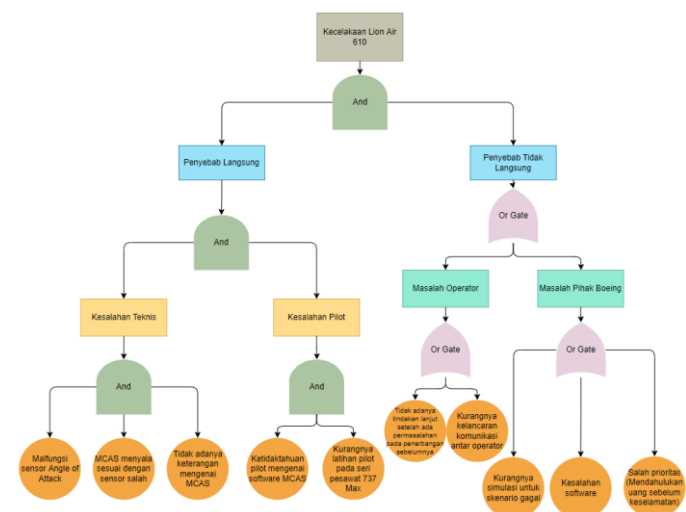 Kecelakaan Lion Air
610
And
Penyebab Langsung
Penyebab Tidak
Langsung
Or Gate
And
Masalah Operator
Masalah Pihak Boeing
Kesalahan Teknis
Kesalahan Pilot
Or Gate
Or Gate
And
And
Tidak adanya
tindakan lanjut
setelah ada
permasalahan
pada penerbangan
sebelumnya.
Kurangnya
kelancaran
komunikasi
antar operator
Malfungsi
sensor Angle of
Attack
MCAS menyala
sesuai dengan
sensor salah
Tidak adanya
keterangan
mengenai
MCAS
Ketidaktahuan
pilot mengenai
software MCAS
Kurangnya
latihan pilot
pada seri
pesawat 737
Max
Kurangnya
simulasi untuk
skenario gagal
Kesalahan
software
Salah prioritas
(Mendahulukan
uang sebelum
keselamatan)